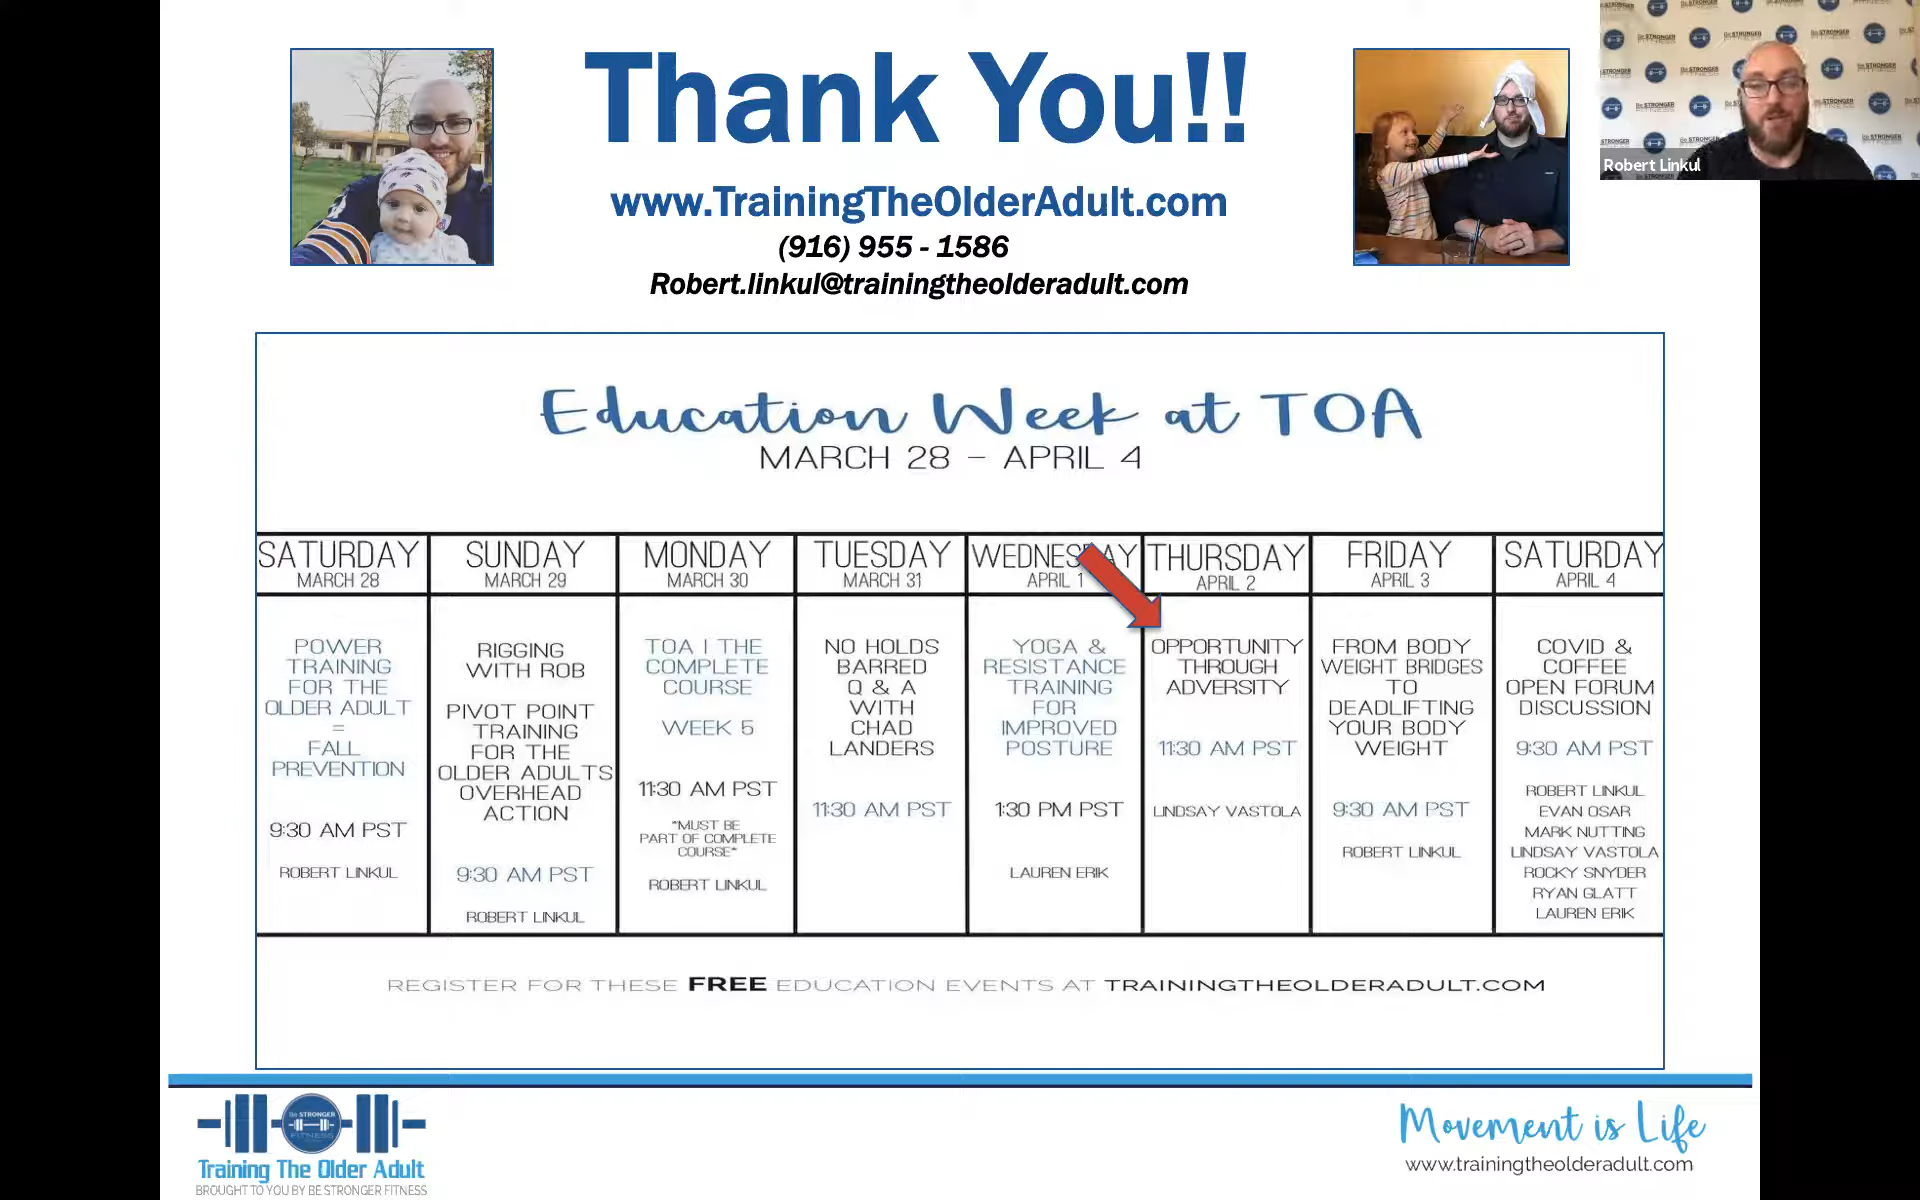 Thank You!!
www.TrainingTheOlderAdult.com
(916) 955 - 1586
Robert.linkul@trainingtheolderadult.com
Robert Linkul
Education Week at TOA
MARCH 28 - APRIL 4
SATURDAY
MARCH 28
POWER
TRAINING
FOR THE
OLDER ADULT
=
FALL
PREVENTION
9:30 AM PST
ROBERT LINKUL
SUNDAY
MARCH 29
RIGGING
WITH ROB
PIVOT POINT
TRAINING
FOR THE
OLDER ADULTS
OVERHEAD
ACTION
9:30 AM PST
ROBERT LINKUL
MONDAY
MARCH 30
TOA | THE
COMPLETE
COURSE
WEEK 5
11:30 AM PST
*MUST BE
PART OF COMPLETE
COURSE*
ROBERT LINKUL
TUESDAY
MARCH 31
NO HOLDS
BARRED
Q & A
WITH
CHAD
LANDERS
11:30 AM PST
WEDNESDAY
APRIL 1
YOGA &
RESISTANCE
TRAINING
FOR
IMPROVED
POSTURE
1:30 PM PST
LAUREN ERIK
THURSDAY
APRIL 2
OPPORTUNITY
THROUGH
ADVERSITY
11:30 AM PST
LINDSAY VASTOLA
FRIDAY
APRIL 3
FROM BODY
WEIGHT BRIDGES
TO
DEADLIFTING
YOUR BODY
WEIGHT
9:30 AM PST
ROBERT LINKUL
SATURDAY
APRIL 4
COVID &
COFFEE
OPEN FORUM
DISCUSSION
9:30 AM PST
ROBERT LINKUL
EVAN OSAR
MARK NUTTING
LINDSAY VASTOLA
ROCKY SNYDER
RYAN GLATT
LAUREN ERIK
REGISTER FOR THESE FREE EDUCATION EVENTS AT TRAININGTHEOLDERADULT.COM
Be STRONGER
FITNESS
Training The Older Adult
BROUGHT TO YOU BY BE STRONGER FITNESS
Movement is Life
www.trainingtheolderadult.com